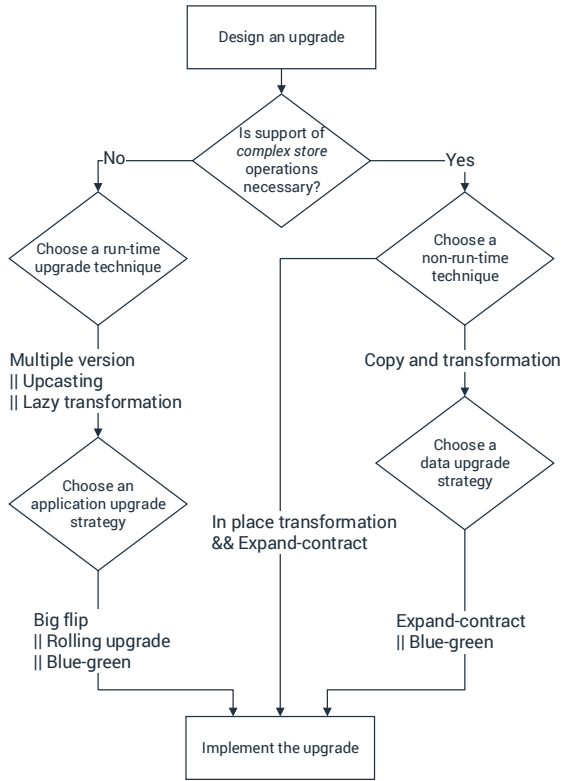 Design an upgrade
Is support of
complex store
operations
necessary?
No
Yes
Choose a run-time
upgrade technique
Choose a
non-run-time
technique
Multiple version
|| Upcasting
|| Lazy transformation
Copy and transformation
Choose an
application upgrade
strategy
Choose a
data upgrade
strategy
In place transformation
&& Expand-contract
Big flip
|| Rolling upgrade
|| Blue-green
Expand-contract
|| Blue-green
Implement the upgrade